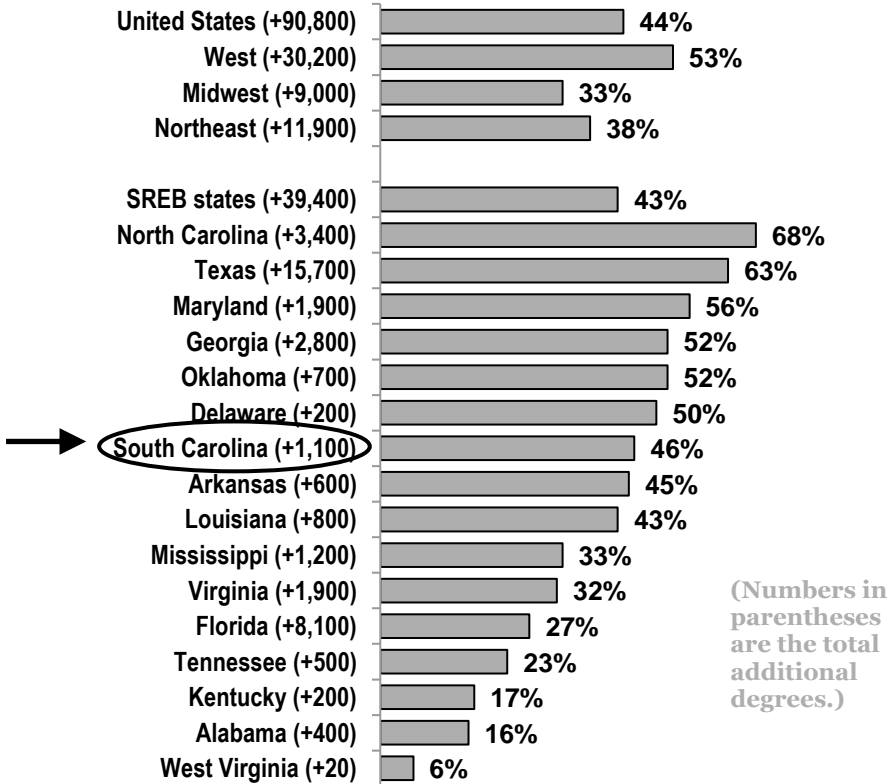 United States (+90,800) 44%
West (+30,200) 53%
Midwest (+9,000) 33%
Northeast (+11,900) 38%
SREB states (+39,400) 43%
North Carolina (+3,400) 68%
Texas (+15,700) 63%
Maryland (+1,900) 56%
Georgia (+2,800) 52%
Oklahoma (+700) 52%
Delaware (+200) 50%
South Carolina (+1,100) 46%
Arkansas (+600) 45%
Louisiana (+800) 43%
Mississippi (+1,200) 33%
Virginia (+1,900) 32%
Florida (+8,100) 27%
Tennessee (+500) 23%
Kentucky (+200) 17%
Alabama (+400) 16%
West Virginia (+20) 6%
(Numbers in
parentheses
are the total
additional
degrees.)